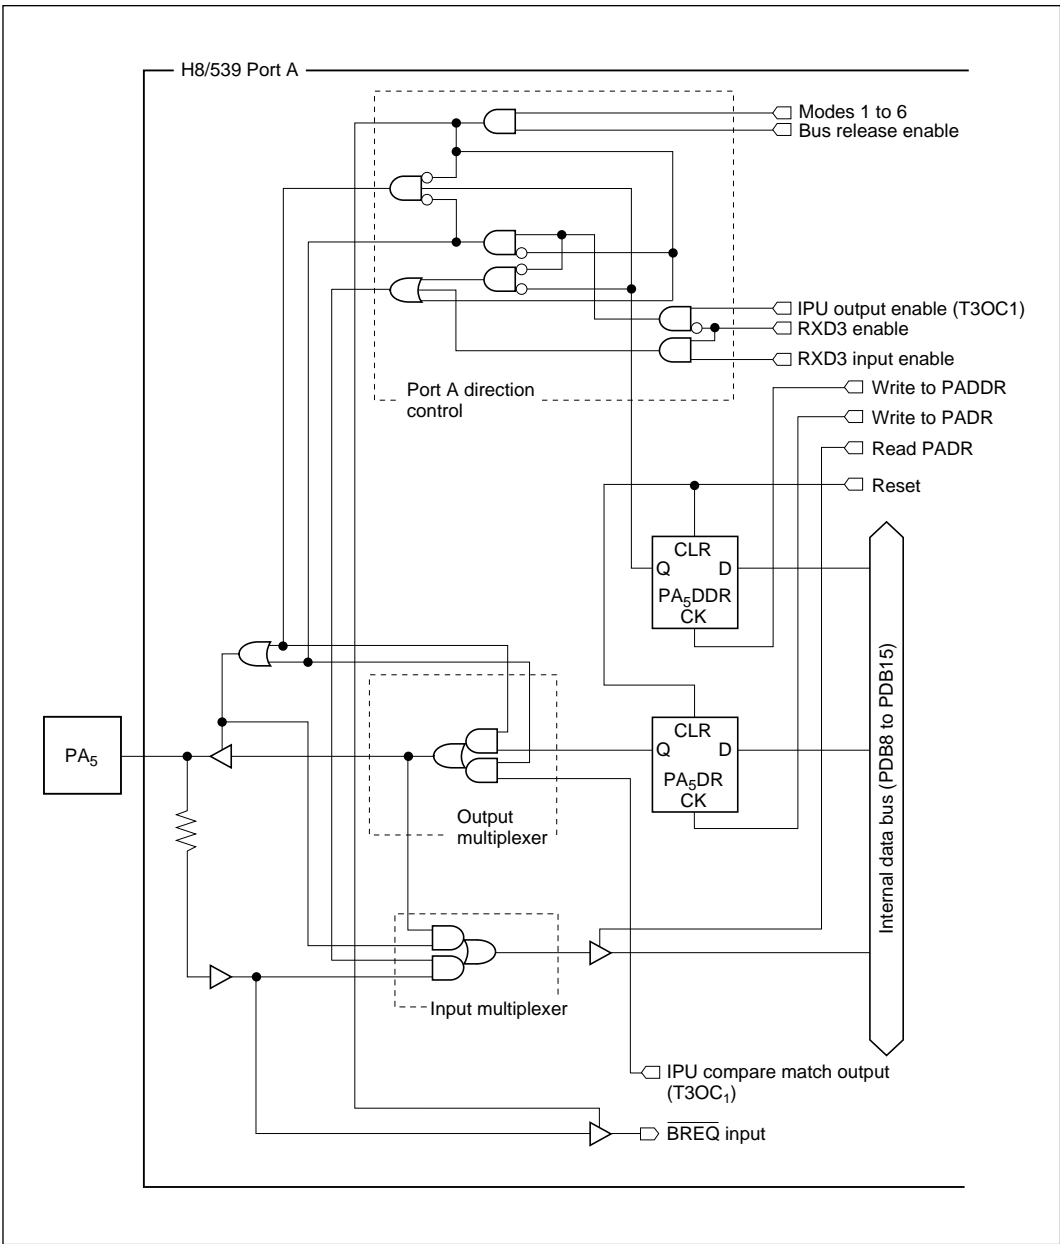 H8/539 Port A
Modes 1 to 6
Bus release enable
IPU output enable (T3OC1)
RXD3 enable
RXD3 input enable
Port A direction
control
Write to PADDR
Write to PADR
Read PADR
Reset
CLR
Q D
PA5DDR
CK
CLR
Q D
PA5DR
CK
PA5
Output
multiplexer
Internal data bus (PDB8 to PDB15)
Input multiplexer
IPU compare match output
(T3OC1)
BREQ input